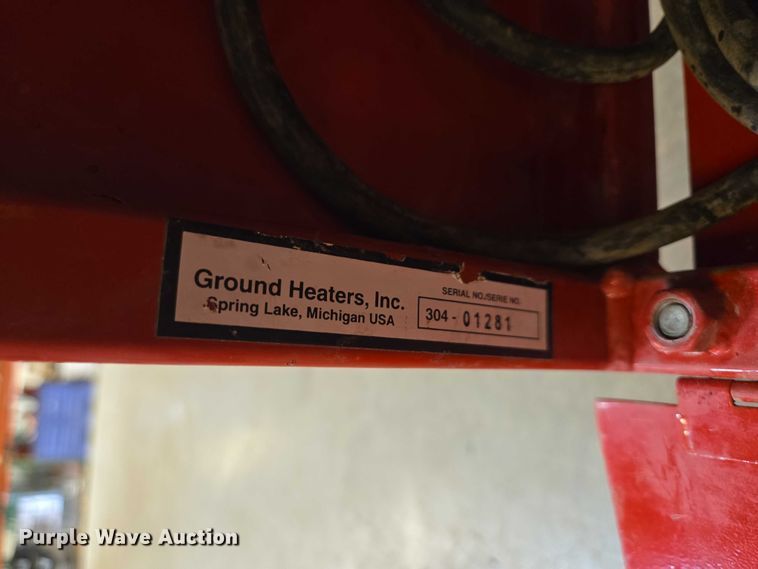 Ground Heaters, Inc.
Spring Lake, Michigan USA
SERIAL NO./SERIE NO.
304 - 01281
Purple Wave Auction